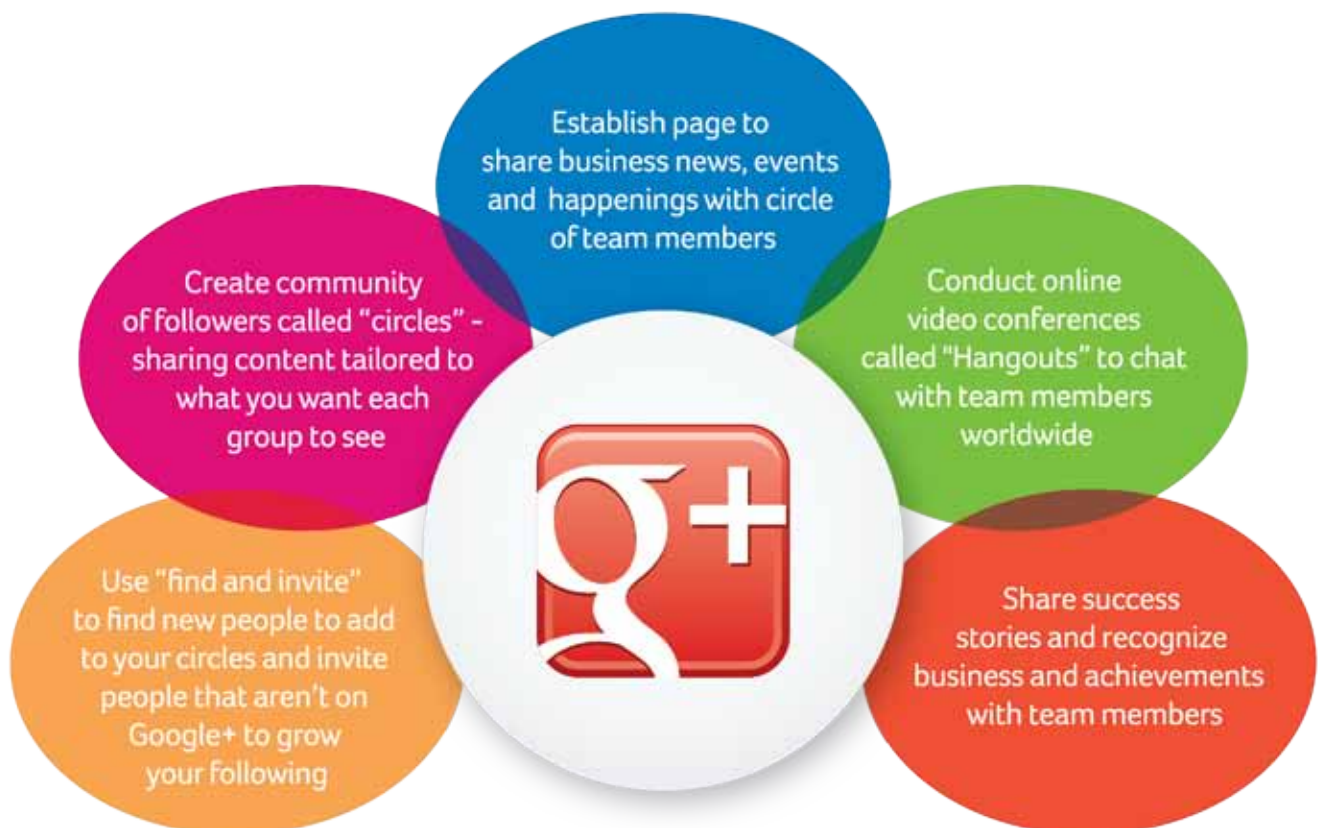 Establish page to
share business news, events
and happenings with circle
of team members
Create community
of followers called "circles" -
sharing content tailored to
what you want each
group to see
Conduct online
video conferences
called "Hangouts" to chat
with team members
worldwide
Use "find and invite"
to find new people to add
to your circles and invite
people that aren't on
Google+ to grow
your following
g+
Share success
stories and recognize
business and achievements
with team members